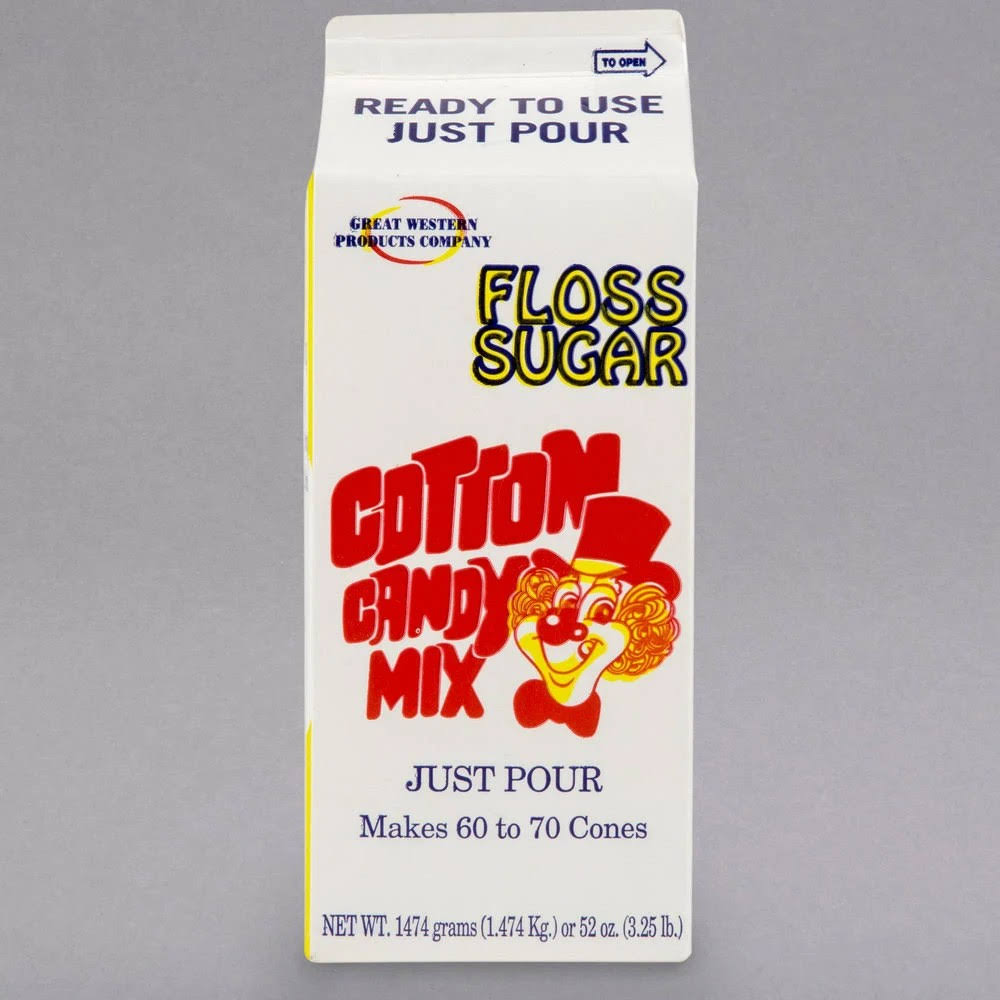 TO OPEN
READY TO USE
JUST POUR
GREAT WESTERN
PRODUCTS COMPANY
FLOSS
SUGAR
COTTON
CANDY
MIX
JUST POUR
Makes 60 to 70 Cones
NET WT. 1474 grams (1.474 Kg.) or 52 oz. (3.25 lb.)